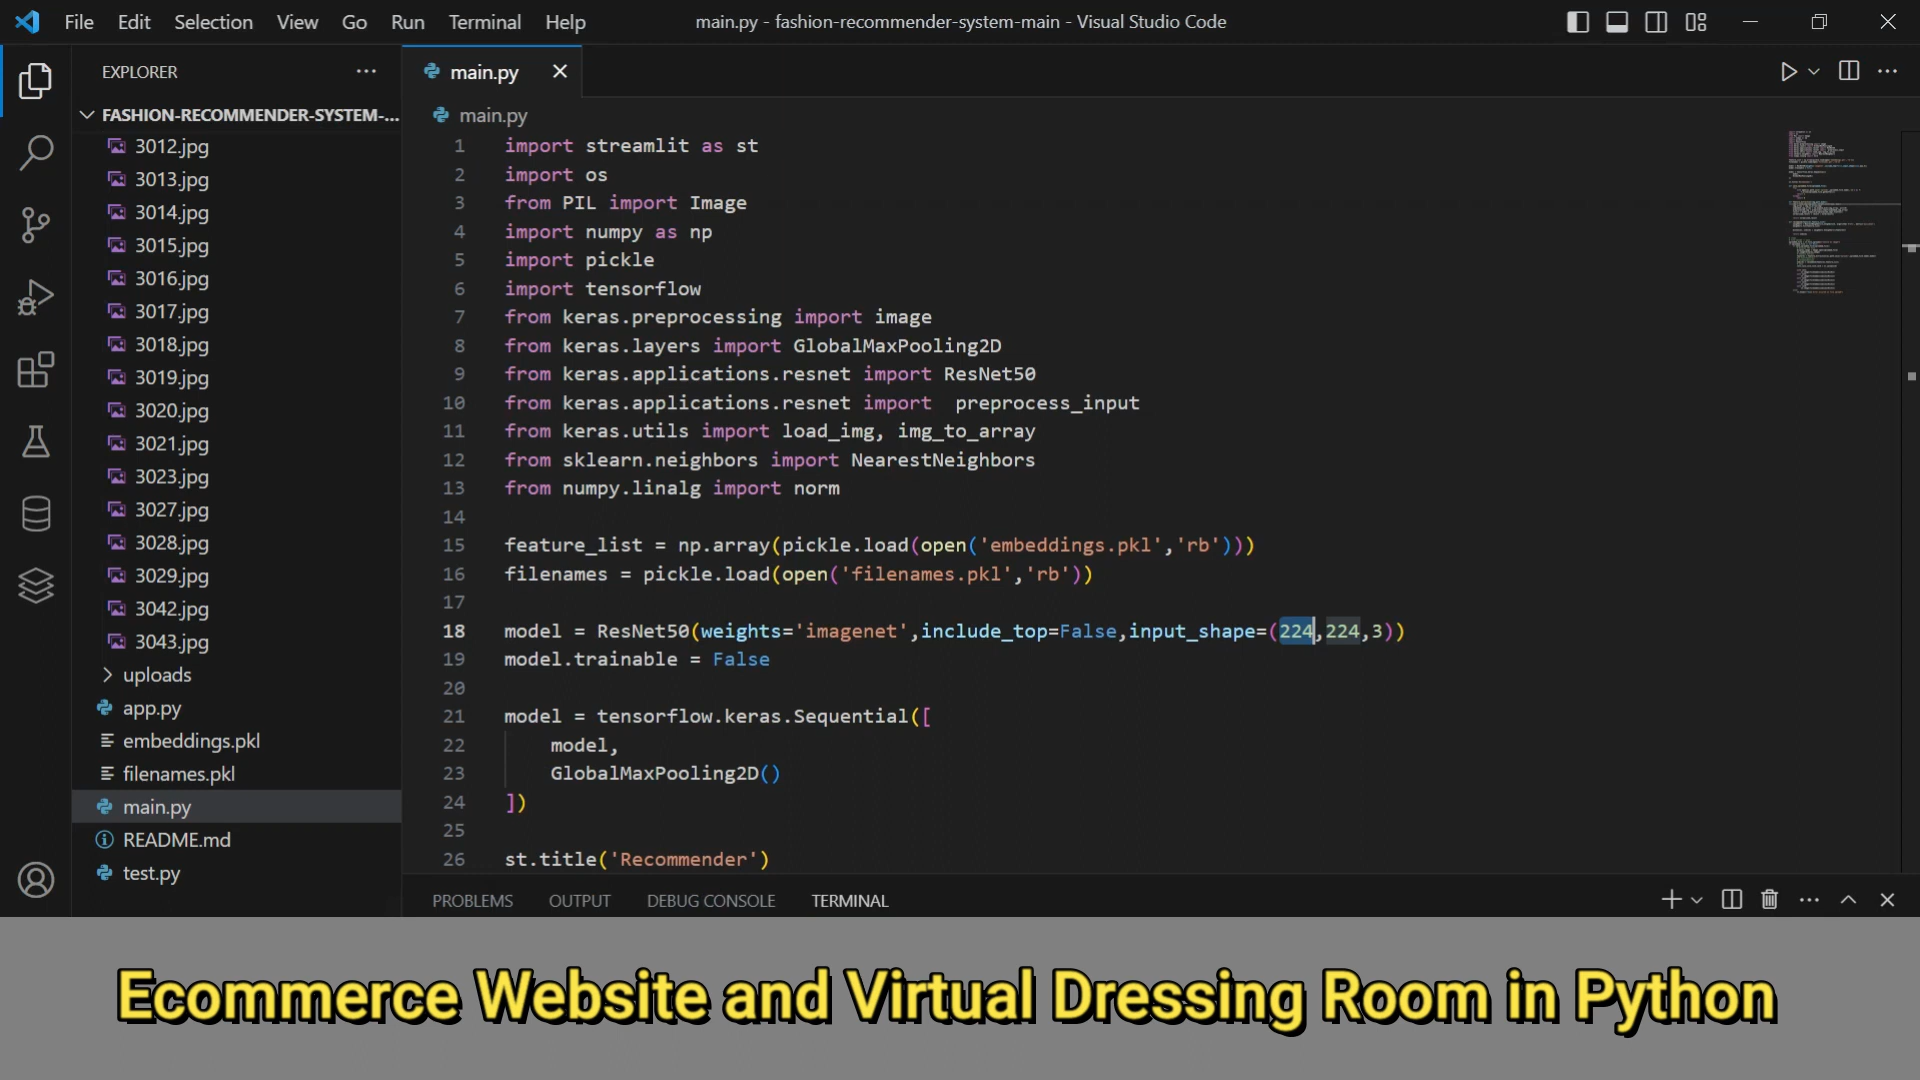 File Edit Selection View Go Run Terminal Help main.py - fashion-recommender-system-main - Visual Studio Code
EXPLORER
FASHION-RECOMMENDER-SYSTEM-...
3012.jpg
3013.jpg
3014.jpg
3015.jpg
3016.jpg
3017.jpg
3018.jpg
3019.jpg
3020.jpg
3021.jpg
3023.jpg
3027.jpg
3028.jpg
3029.jpg
3042.jpg
3043.jpg
uploads
app.py
embeddings.pkl
filenames.pkl
main.py
README.md
test.py
main.py
main.py
1 import streamlit as st
2 import os
3 from PIL import Image
4 import numpy as np
5 import pickle
6 import tensorflow
7 from keras.preprocessing import image
8 from keras.layers import GlobalMaxPooling2D
9 from keras.applications.resnet import ResNet50
10 from keras.applications.resnet import  preprocess_input
11 from keras.utils import load_img, img_to_array
12 from sklearn.neighbors import NearestNeighbors
13 from numpy.linalg import norm
14
15 feature_list = np.array(pickle.load(open('embeddings.pkl','rb')))
16 filenames = pickle.load(open('filenames.pkl','rb'))
17
18 model = ResNet50(weights='imagenet',include_top=False,input_shape=(224,224,3))
19 model.trainable = False
20
21 model = tensorflow.keras.Sequential([
22     model,
23     GlobalMaxPooling2D()
24 ])
25
26 st.title('Recommender')
PROBLEMS OUTPUT DEBUG CONSOLE TERMINAL
Ecommerce Website and Virtual Dressing Room in Python